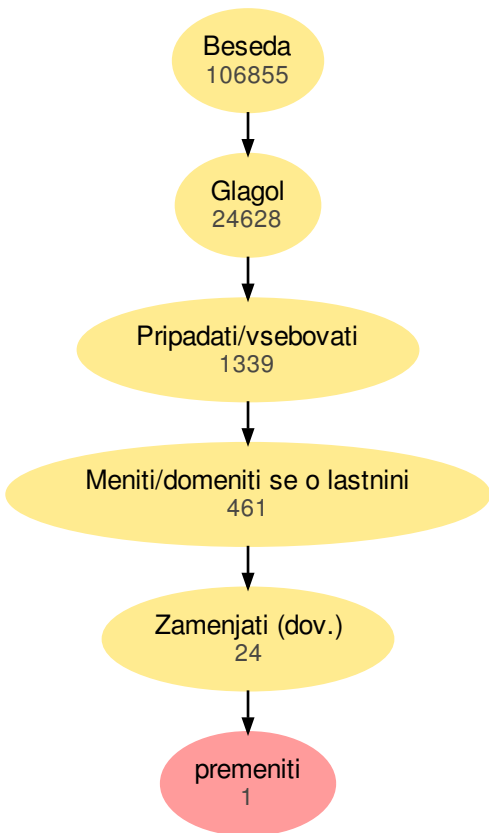 Beseda
106855
Glagol
24628
Pripadati/vsebovati
1339
Meniti/domeniti se o lastnini
461
Zamenjati (dov.)
24
premeniti
1